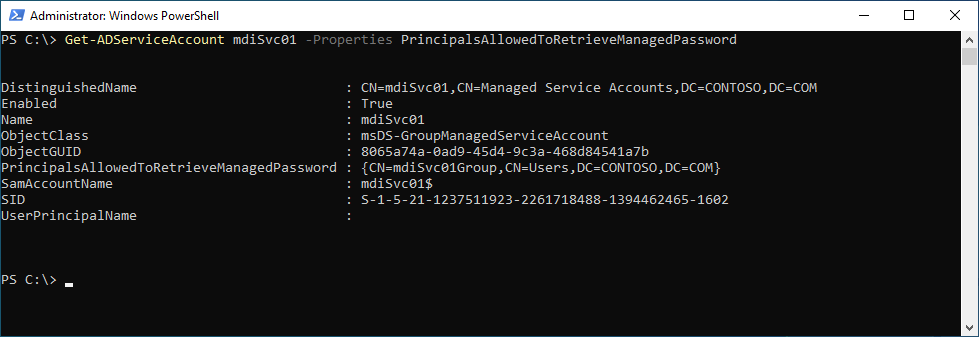 Administrator: Windows PowerShell
PS C:\> Get-ADServiceAccount mdiSvc01 -Properties PrincipalsAllowedToRetrieveManagedPassword
DistinguishedName : CN=mdiSvc01,CN=Managed Service Accounts,DC=CONTOSO,DC=COM
Enabled : True
Name : mdiSvc01
ObjectClass : msDS-GroupManagedServiceAccount
ObjectGUID : 8065a74a-0ad9-45d4-9c3a-468d84541a7b
PrincipalsAllowedToRetrieveManagedPassword : {CN=mdiSvc01Group,CN=Users,DC=CONTOSO,DC=COM}
SamAccountName : mdiSvc01$
SID : S-1-5-21-1237511923-2261718488-1394462465-1602
UserPrincipalName :
PS C:\>